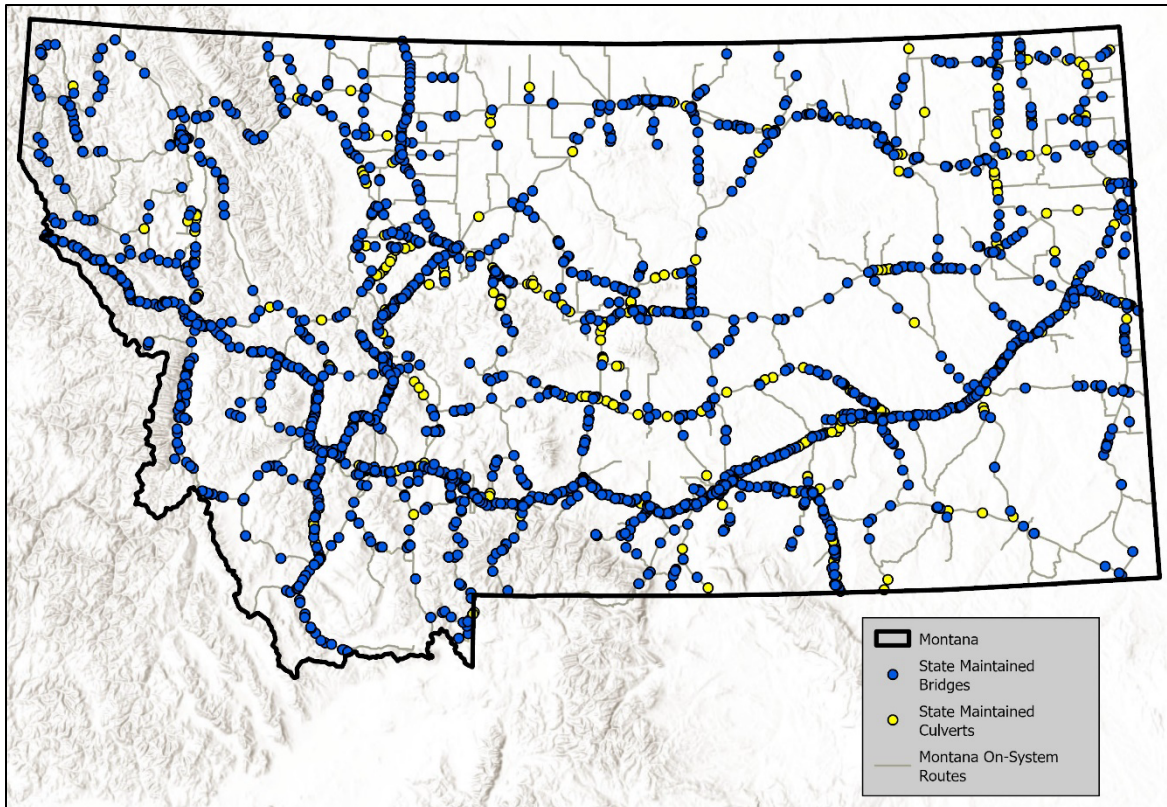 Montana
State Maintained
Bridges
State Maintained
Culverts
Montana On-System
Routes